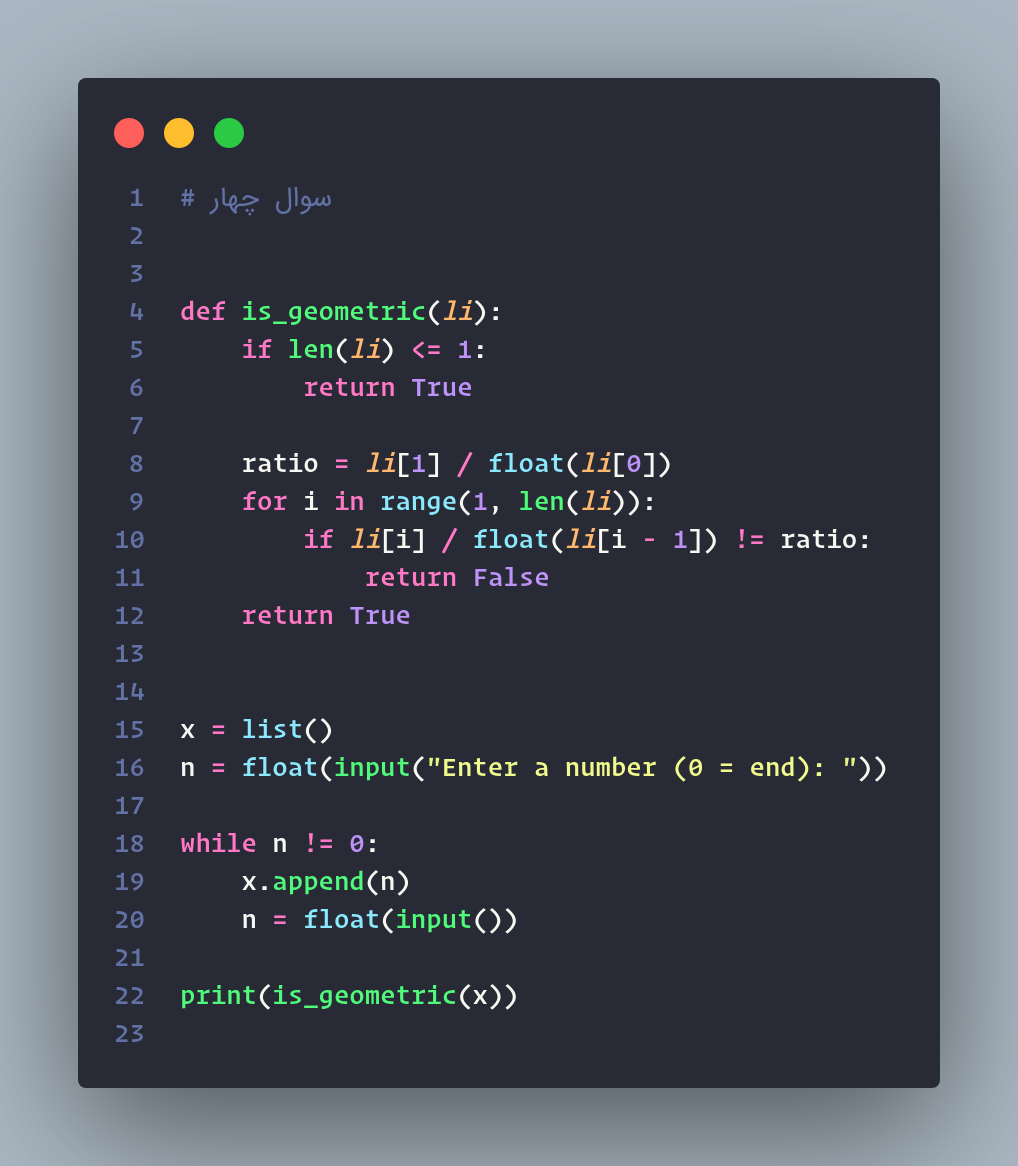 1 # سوال چهار
2
3
4 def is_geometric(li):
5     if len(li) <= 1:
6         return True
7
8     ratio = li[1] / float(li[0])
9     for i in range(1, len(li)):
10         if li[i] / float(li[i - 1]) != ratio:
11             return False
12     return True
13
14
15 x = list()
16 n = float(input("Enter a number (0 = end): "))
17
18 while n != 0:
19     x.append(n)
20     n = float(input())
21
22 print(is_geometric(x))
23